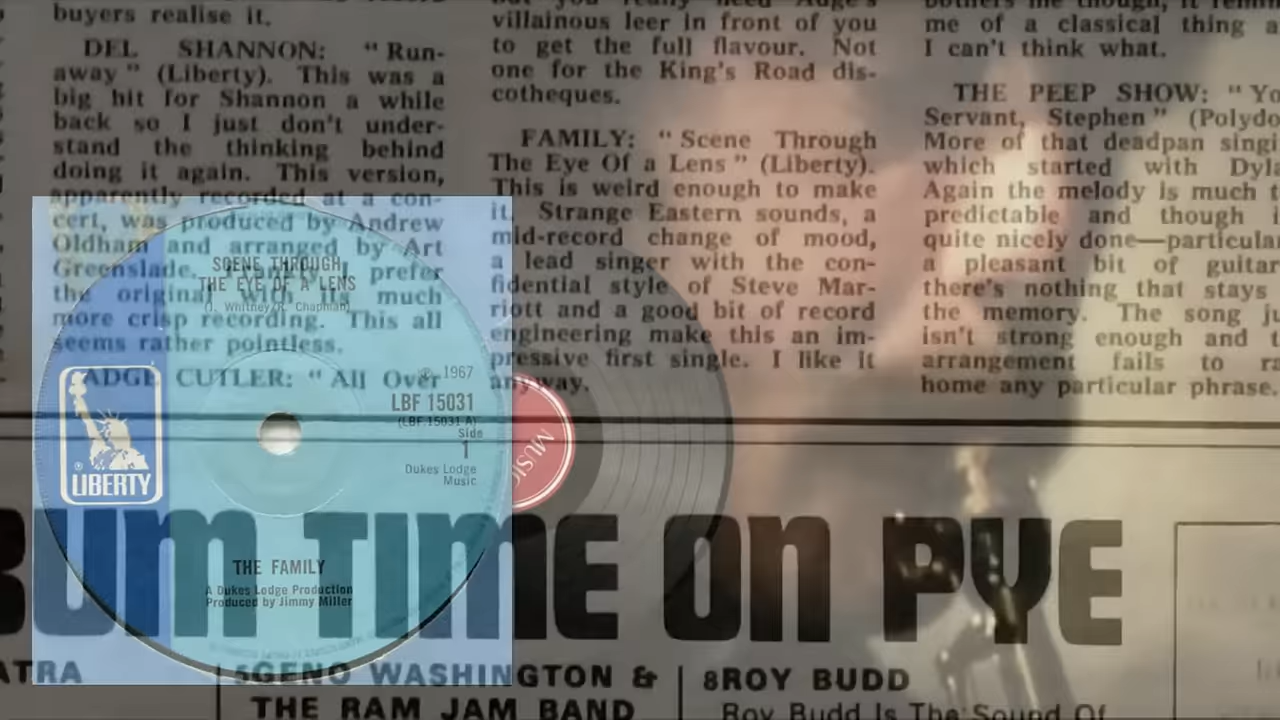 buyers realise it.
DEL SHANNON: "Run-
away" (Liberty). This was a
big hit for Shannon a while
back so I just don't under-
stand the thinking behind
doing it again. This version,
apparently recorded at a con-
cert, was produced by Andrew
Oldham and arranged by Art
Greenslade. Frankly I prefer
the original with its much
more crisp recording. This all
seems rather pointless.
ADGE CUTLER: "All Over
villainous leer in front of you
to get the full flavour. Not
one for the King's Road dis-
cotheques.
FAMILY: "Scene Through
The Eye Of a Lens" (Liberty).
This is weird enough to make
it. Strange Eastern sounds, a
mid-record change of mood,
a lead singer with the con-
fidential style of Steve Mar-
riott and a good bit of record
engineering make this an im-
pressive first single. I like it
anyway.
me of a classical thing
I can't think what.
THE PEEP SHOW: "Yo
Servant, Stephen" (Polydo
More of that deadpan singi
which started with Dyla
Again the melody is much t
predictable and though i
quite nicely done—particular
a pleasant bit of guitar
there's nothing that stays
the memory. The song ju
isn't strong enough and t
arrangement fails to ra
home any particular phrase.
SCENE THROUGH
THE EYE OF A LENS
(J. Whitney/R. Chapman)
℗ 1967
LBF 15031
(LBF.15031.A)
Side
1
Dukes Lodge
Music
® LIBERTY
THE FAMILY
A Dukes Lodge Production
Produced by Jimmy Miller
MUSIC
BUM TIME ON PYE
ATRA
5GENO WASHINGTON &
THE RAM JAM BAND
8ROY BUDD
Roy Budd Is The Sound Of